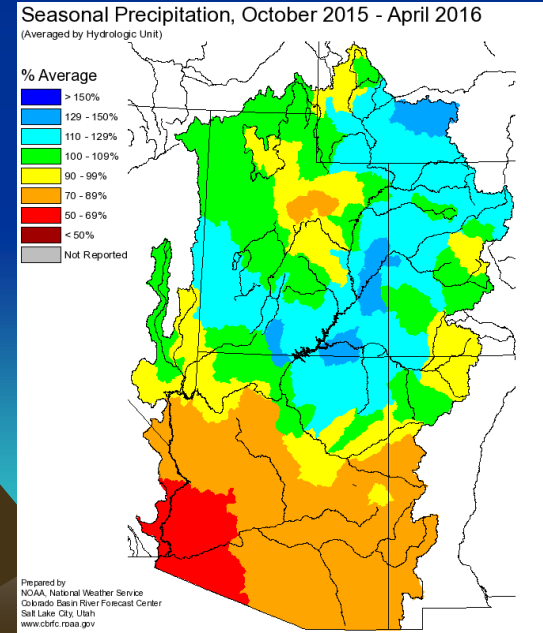 Seasonal Precipitation, October 2015 - April 2016
(Averaged by Hydrologic Unit)
% Average
> 150%
129 - 150%
110 - 129%
100 - 109%
90 - 99%
70 - 89%
50 - 69%
< 50%
Not Reported
Prepared by
NOAA, National Weather Service
Colorado Basin River Forecast Center
Salt Lake City, Utah
www.cbrfc.noaa.gov